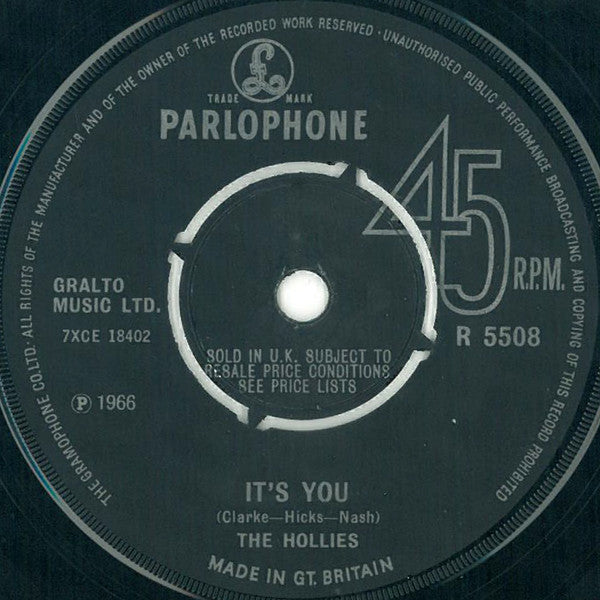 THE GRAMOPHONE CO. LTD. · ALL RIGHTS OF THE MANUFACTURER AND OF THE OWNER OF THE RECORDED WORK RESERVED · UNAUTHORISED PUBLIC PERFORMANCE BROADCASTING AND COPYING OF THIS RECORD PROHIBITED
£
TRADE MARK
PARLOPHONE
45 R.P.M.
GRALTO
MUSIC LTD.
7XCE 18402
R 5508
SOLD IN U.K. SUBJECT TO
RESALE PRICE CONDITIONS
SEE PRICE LISTS
℗ 1966
IT'S YOU
(Clarke—Hicks—Nash)
THE HOLLIES
MADE IN GT. BRITAIN